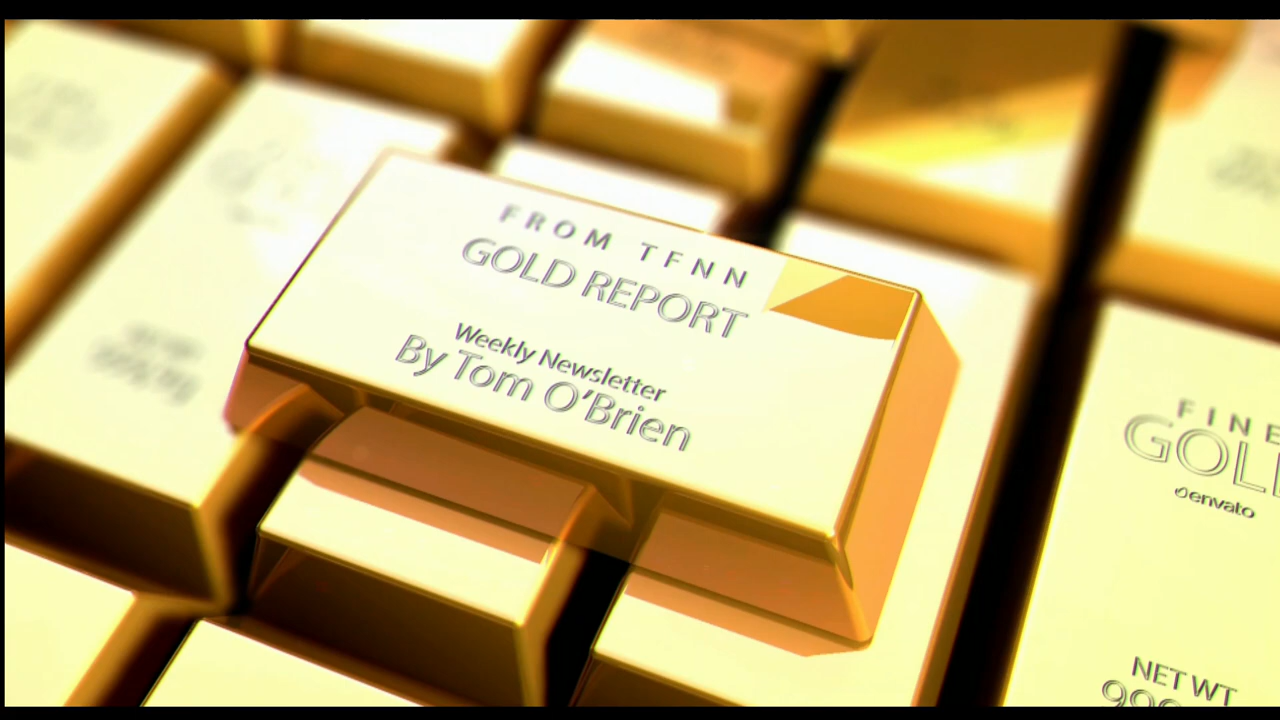 FROM TFNN
GOLD REPORT
Weekly Newsletter
By Tom O'Brien
FINE
GOL
envato
NET WT